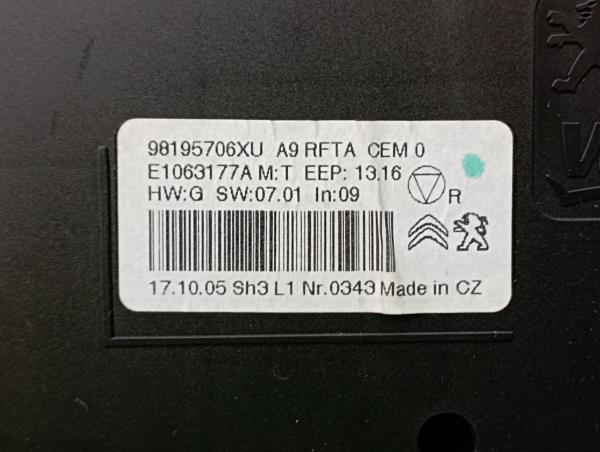 98195706XU A9 RFTA CEM 0
E1063177A M:T EEP: 13.16
HW:G SW:07.01 In:09
R
17.10.05 Sh3 L1 Nr.0343 Made in CZ